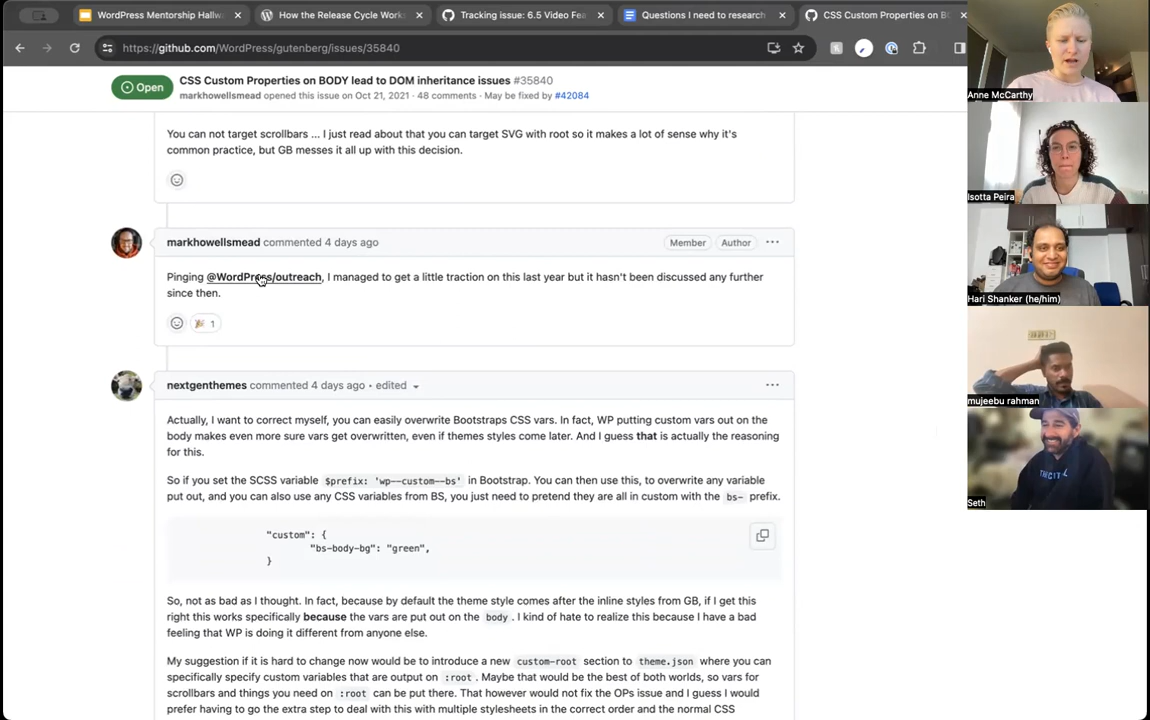 WordPress Mentorship Hallw
How the Release Cycle Works
Tracking issue: 6.5 Video Fea
Questions I need to research
CSS Custom Properties on BO
https://github.com/WordPress/gutenberg/issues/35840
Open
CSS Custom Properties on BODY lead to DOM inheritance issues #35840
markhowellsmead opened this issue on Oct 21, 2021 · 48 comments · May be fixed by #42084
You can not target scrollbars ... I just read about that you can target SVG with root so it makes a lot of sense why it's
common practice, but GB messes it all up with this decision.
markhowellsmead commented 4 days ago
Member
Author
Pinging @WordPress/outreach, I managed to get a little traction on this last year but it hasn't been discussed any further
since then.
1
nextgenthemes commented 4 days ago • edited
Actually, I want to correct myself, you can easily overwrite Bootstraps CSS vars. In fact, WP putting custom vars out on the
body makes even more sure vars get overwritten, even if themes styles come later. And I guess that is actually the reasoning
for this.
So if you set the SCSS variable $prefix: 'wp--custom--bs' in Bootstrap. You can then use this, to overwrite any variable
put out, and you can also use any CSS variables from BS, you just need to pretend they are all in custom with the bs- prefix.
"custom": {
"bs-body-bg": "green",
}
So, not as bad as I thought. In fact, because by default the theme style comes after the inline styles from GB, if I get this
right this works specifically because the vars are put out on the body . I kind of hate to realize this because I have a bad
feeling that WP is doing it different from anyone else.
My suggestion if it is hard to change now would be to introduce a new custom-root section to theme.json where you can
specifically specify custom variables that are output on :root . Maybe that would be the best of both worlds, so vars for
scrollbars and things you need on :root can be put there. That however would not fix the OPs issue and I guess I would
prefer having to go the extra step to deal with this with multiple stylesheets in the correct order and the normal CSS
Anne McCarthy
Isotta Peira
Hari Shanker (he/him)
mujeebu rahman
Seth